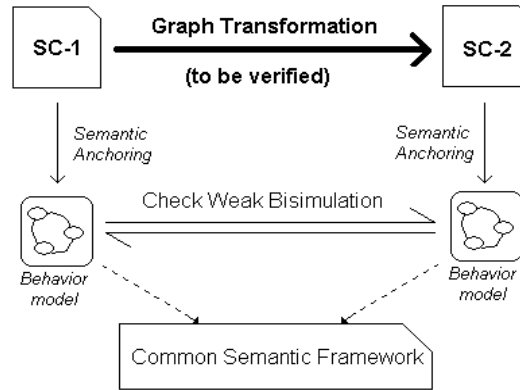 SC-1
Graph Transformation
(to be verified)
SC-2
Semantic
Anchoring
Semantic
Anchoring
Check Weak Bisimulation
Behavior
model
Behavior
model
Common Semantic Framework